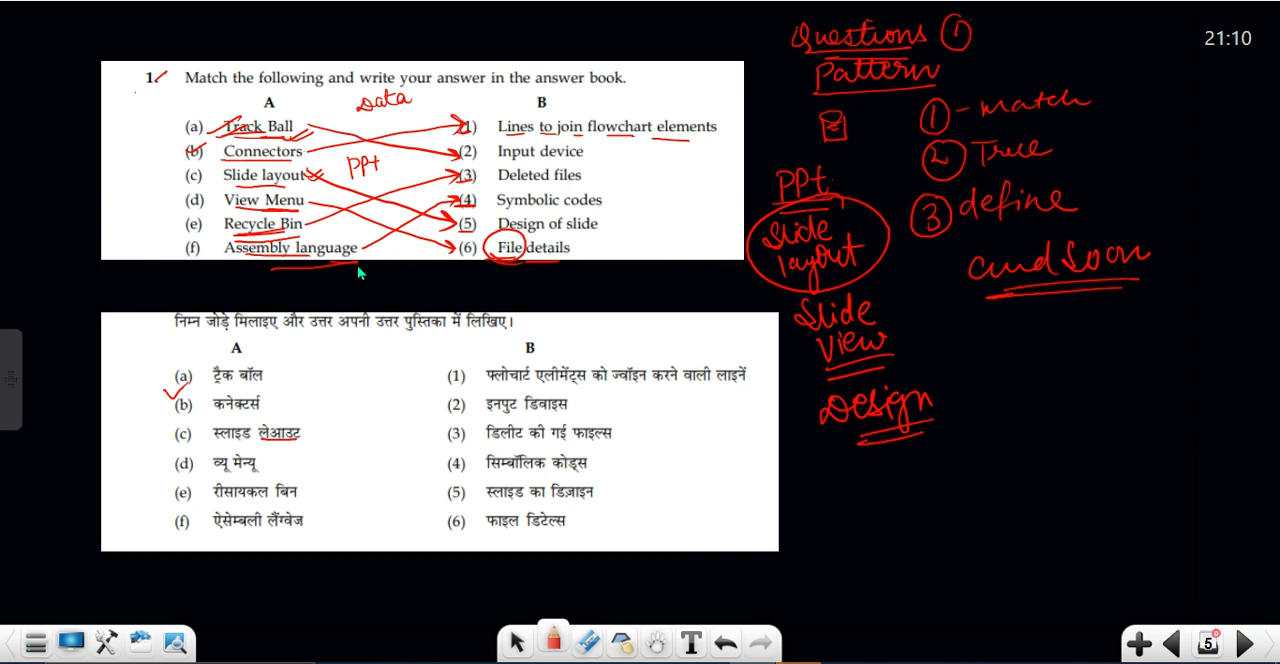 Questions ①
21:10
Pattern
1. Match the following and write your answer in the answer book.
A B
Data
(a) Track Ball (1) Lines to join flowchart elements
(b) Connectors (2) Input device
PPt
(c) Slide layout (3) Deleted files
(d) View Menu (4) Symbolic codes
(e) Recycle Bin (5) Design of slide
(f) Assembly language (6) File details
① - match
② True
③ define
and So on
PPt
Slide
layout
Slide
View
Design
निम्न जोड़े मिलाइए और उत्तर अपनी उत्तर पुस्तिका में लिखिए।
A B
(a) ट्रैक बॉल (1) फ्लोचार्ट एलीमेंट्स को ज्वॉइन करने वाली लाइनें
(b) कनेक्टर्स (2) इनपुट डिवाइस
(c) स्लाइड लेआउट (3) डिलीट की गई फाइल्स
(d) व्यू मेन्यू (4) सिम्बॉलिक कोड्स
(e) रीसायकल बिन (5) स्लाइड का डिज़ाइन
(f) ऐसेम्बली लैंग्वेज (6) फाइल डिटेल्स
T
5